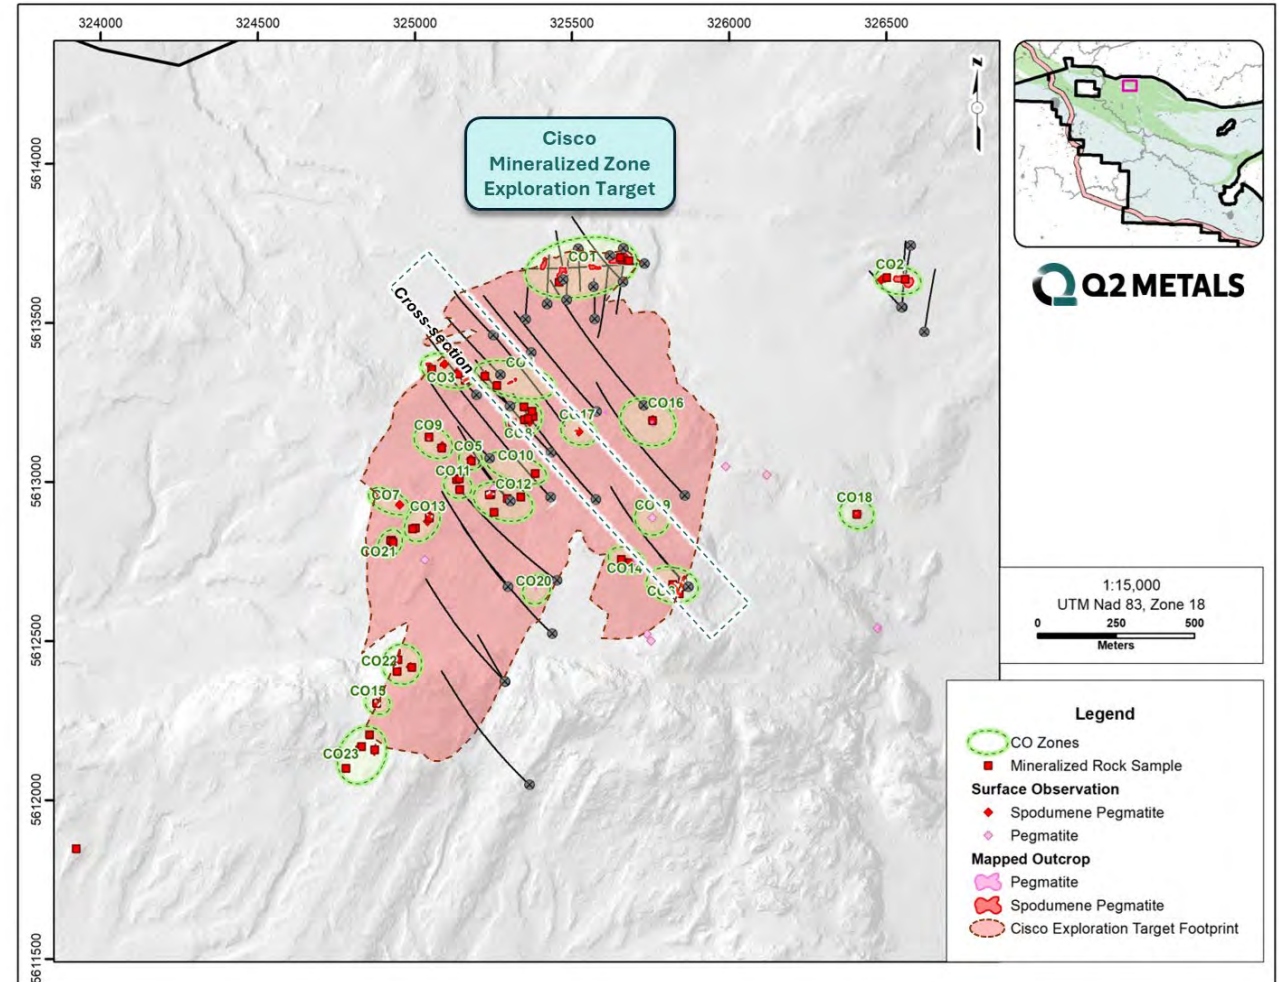 324000
324500
325000
325500
326000
326500
5614000
5613500
5613000
5612500
5612000
5611500
Cisco
Mineralized Zone
Exploration Target
Cross-section
CO1
CO2
CO3
CO16
CO17
CO9
CO5
CO8
CO10
CO11
CO12
CO7
CO13
CO18
CO21
CO14
CO20
CO22
CO15
CO23
Z
Q2 METALS
1:15,000
UTM Nad 83, Zone 18
0
250
500
Meters
Legend
CO Zones
Mineralized Rock Sample
Surface Observation
Spodumene Pegmatite
Pegmatite
Mapped Outcrop
Pegmatite
Spodumene Pegmatite
Cisco Exploration Target Footprint